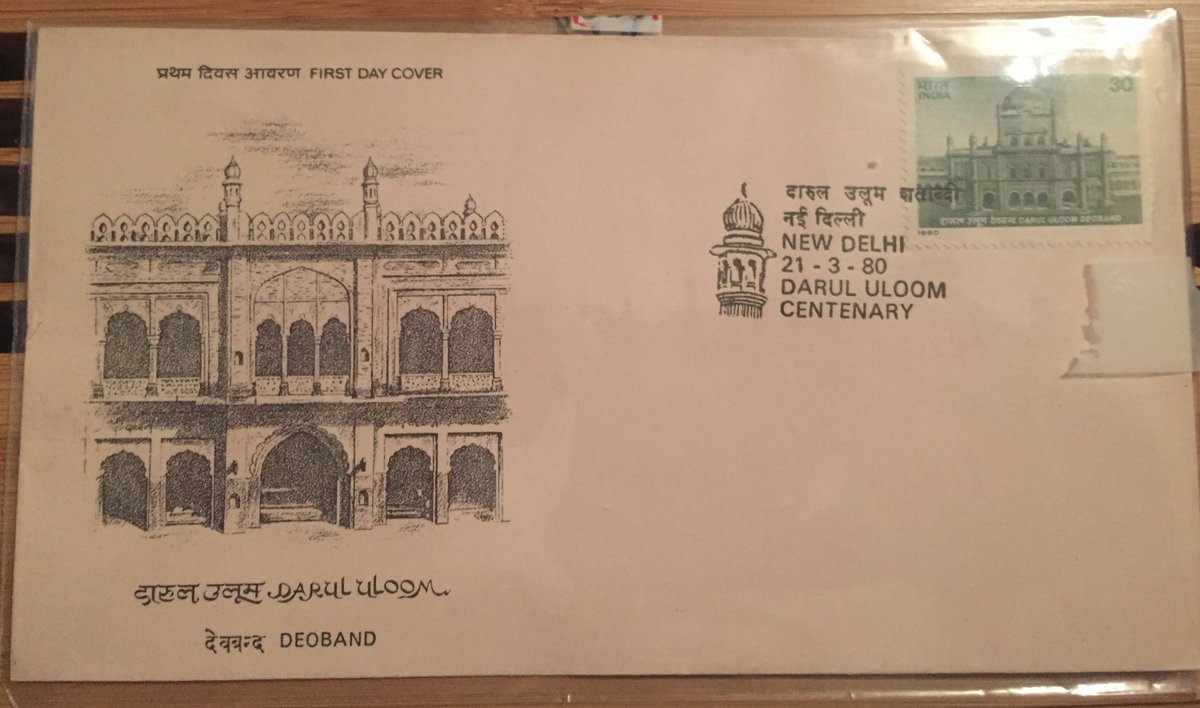 प्रथम दिवस आवरण FIRST DAY COVER
भारत 30
INDIA
दारुल उलूम देवबन्द DARUL ULOOM DEOBAND
1980
दारुल उलूम शताब्दी
नई दिल्ली
NEW DELHI
21 - 3 - 80
DARUL ULOOM
CENTENARY
दारुल उलूम DARUL ULOOM
देवबन्द DEOBAND